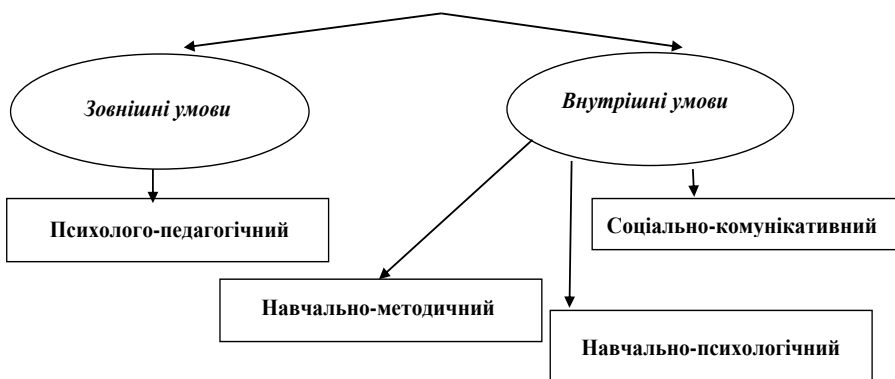 Зовнішні умови
Внутрішні умови
Психолого-педагогічний
Соціально-комунікативний
Навчально-методичний
Навчально-психологічний